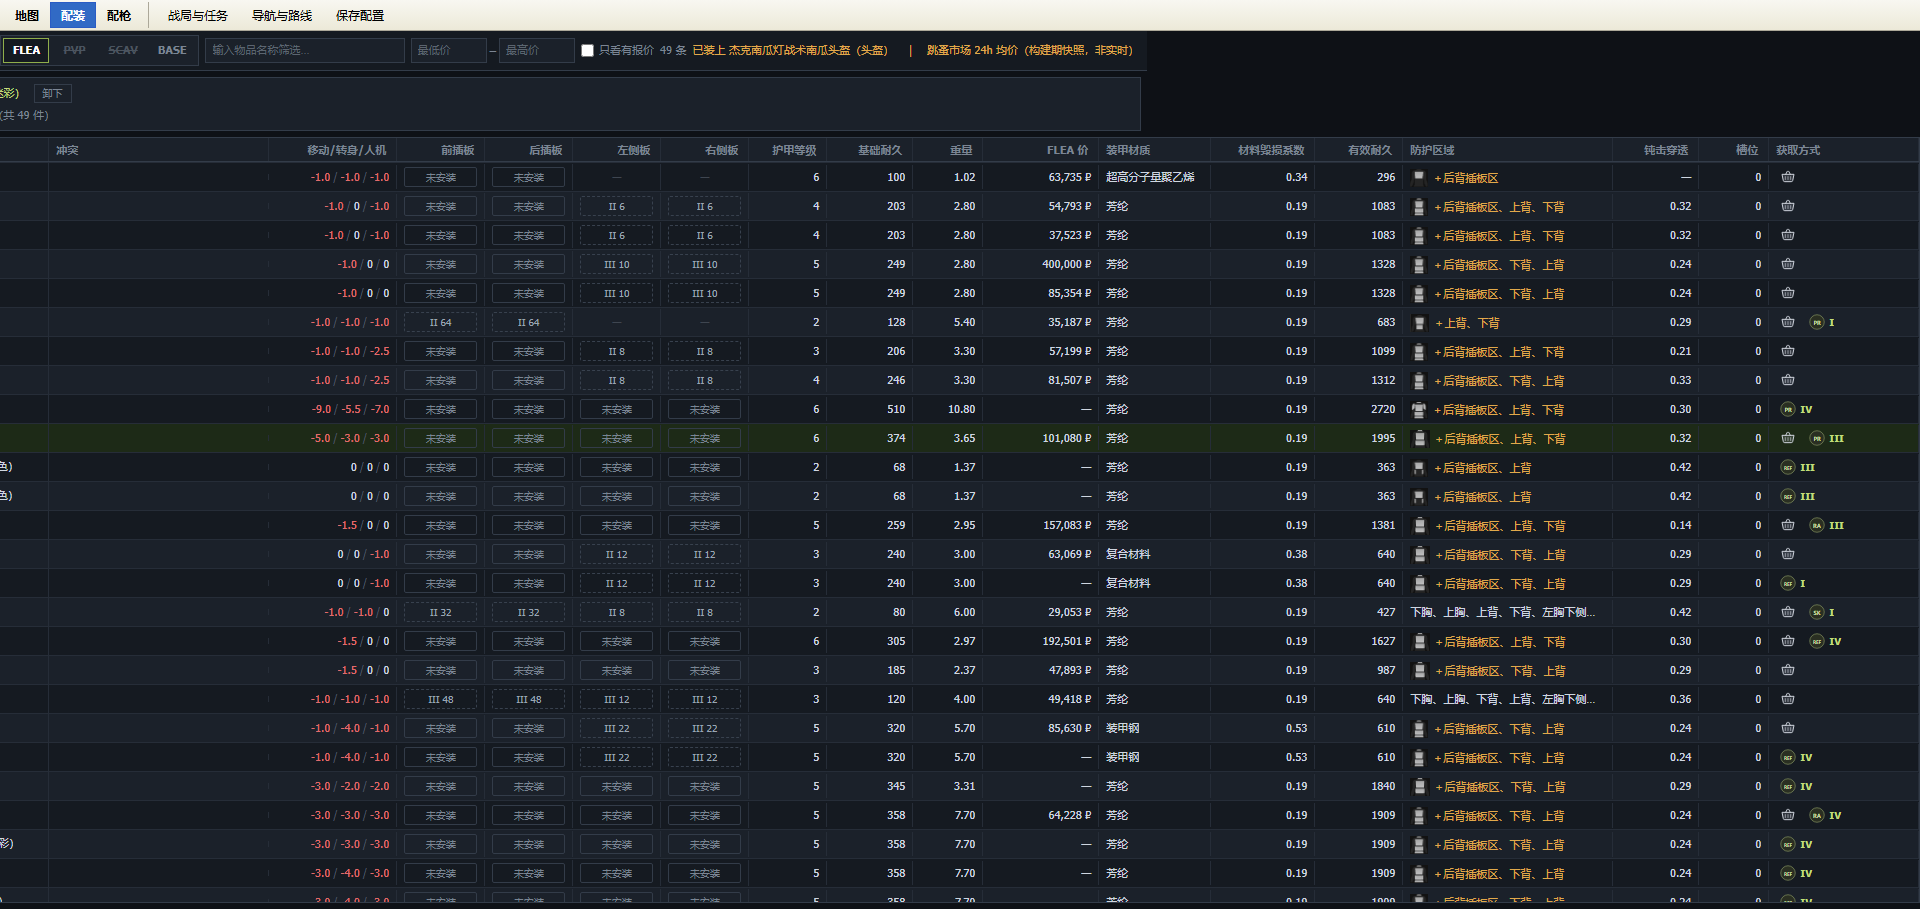 地图 配装 配枪 战局与任务 导航与路线 保存配置
FLEA PVP SCAV BASE 输入物品名称筛选... 最低价 – 最高价 只看有报价 49 条 已装上 杰克南瓜灯战术南瓜头盔（头盔） | 跳蚤市场 24h 均价（构建期快照，非实时）
迷彩) 卸下
(共 49 件)
冲突 移动/转身/人机 前插板 后插板 左侧板 右侧板 护甲等级 基础耐久 重量 FLEA 价 装甲材质 材料毁损系数 有效耐久 防护区域 钝击穿透 槽位 获取方式
-1.0 / -1.0 / -1.0 未安装 未安装 — — 6 100 1.02 63,735 ₽ 超高分子量聚乙烯 0.34 296 +后背插板区 — 0
-1.0 / 0 / -1.0 未安装 未安装 II 6 II 6 4 203 2.80 54,793 ₽ 芳纶 0.19 1083 +后背插板区、上背、下背 0.32 0
-1.0 / 0 / -1.0 未安装 未安装 II 6 II 6 4 203 2.80 37,523 ₽ 芳纶 0.19 1083 +后背插板区、上背、下背 0.32 0
-1.0 / 0 / 0 未安装 未安装 III 10 III 10 5 249 2.80 400,000 ₽ 芳纶 0.19 1328 +后背插板区、下背、上背 0.24 0
-1.0 / 0 / 0 未安装 未安装 III 10 III 10 5 249 2.80 85,354 ₽ 芳纶 0.19 1328 +后背插板区、下背、上背 0.24 0
-1.0 / -1.0 / -1.0 II 64 II 64 — — 2 128 5.40 35,187 ₽ 芳纶 0.19 683 +上背、下背 0.29 0 PR I
-1.0 / -1.0 / -2.5 未安装 未安装 II 8 II 8 3 206 3.30 57,199 ₽ 芳纶 0.19 1099 +后背插板区、上背、下背 0.21 0
-1.0 / -1.0 / -2.5 未安装 未安装 II 8 II 8 4 246 3.30 81,507 ₽ 芳纶 0.19 1312 +后背插板区、下背、上背 0.33 0
-9.0 / -5.5 / -7.0 未安装 未安装 未安装 未安装 6 510 10.80 — 芳纶 0.19 2720 +后背插板区、上背、下背 0.30 0 PR IV
-5.0 / -3.0 / -3.0 未安装 未安装 未安装 未安装 6 374 3.65 101,080 ₽ 芳纶 0.19 1995 +后背插板区、上背、下背 0.32 0 PR III
色) 0 / 0 / 0 未安装 未安装 未安装 未安装 2 68 1.37 — 芳纶 0.19 363 +后背插板区、上背 0.42 0 REF III
色) 0 / 0 / 0 未安装 未安装 未安装 未安装 2 68 1.37 — 芳纶 0.19 363 +后背插板区、上背 0.42 0 REF III
-1.5 / 0 / 0 未安装 未安装 未安装 未安装 5 259 2.95 157,083 ₽ 芳纶 0.19 1381 +后背插板区、上背、下背 0.14 0 RA III
0 / 0 / -1.0 未安装 未安装 II 12 II 12 3 240 3.00 63,069 ₽ 复合材料 0.38 640 +后背插板区、下背、上背 0.29 0
0 / 0 / -1.0 未安装 未安装 II 12 II 12 3 240 3.00 — 复合材料 0.38 640 +后背插板区、下背、上背 0.29 0 REF I
-1.0 / -1.0 / 0 II 32 II 32 II 8 II 8 2 80 6.00 29,053 ₽ 芳纶 0.19 427 下胸、上胸、上背、下背、左胸下侧... 0.42 0 SK I
-1.5 / 0 / 0 未安装 未安装 未安装 未安装 6 305 2.97 192,501 ₽ 芳纶 0.19 1627 +后背插板区、上背、下背 0.30 0 REF IV
-1.5 / 0 / 0 未安装 未安装 未安装 未安装 3 185 2.37 47,893 ₽ 芳纶 0.19 987 +后背插板区、下背、上背 0.29 0
-1.0 / -1.0 / -1.0 III 48 III 48 III 12 III 12 3 120 4.00 49,418 ₽ 芳纶 0.19 640 下胸、上胸、下背、上背、左胸下侧... 0.36 0
-1.0 / -4.0 / -1.0 未安装 未安装 III 22 III 22 5 320 5.70 85,630 ₽ 装甲钢 0.53 610 +后背插板区、下背、上背 0.24 0
-1.0 / -4.0 / -1.0 未安装 未安装 III 22 III 22 5 320 5.70 — 装甲钢 0.53 610 +后背插板区、下背、上背 0.24 0 REF IV
-3.0 / -2.0 / -2.0 未安装 未安装 未安装 未安装 5 345 3.31 — 芳纶 0.19 1840 +后背插板区、下背、上背 0.29 0 REF IV
-3.0 / -3.0 / -3.0 未安装 未安装 未安装 未安装 5 358 7.70 64,228 ₽ 芳纶 0.19 1909 +后背插板区、下背、上背 0.24 0 RA IV
彩) -3.0 / -3.0 / -3.0 未安装 未安装 未安装 未安装 5 358 7.70 — 芳纶 0.19 1909 +后背插板区、下背、上背 0.24 0 REF IV
-3.0 / -4.0 / -3.0 未安装 未安装 未安装 未安装 5 358 7.70 — 芳纶 0.19 1909 +后背插板区、下背、上背 0.24 0 REF IV